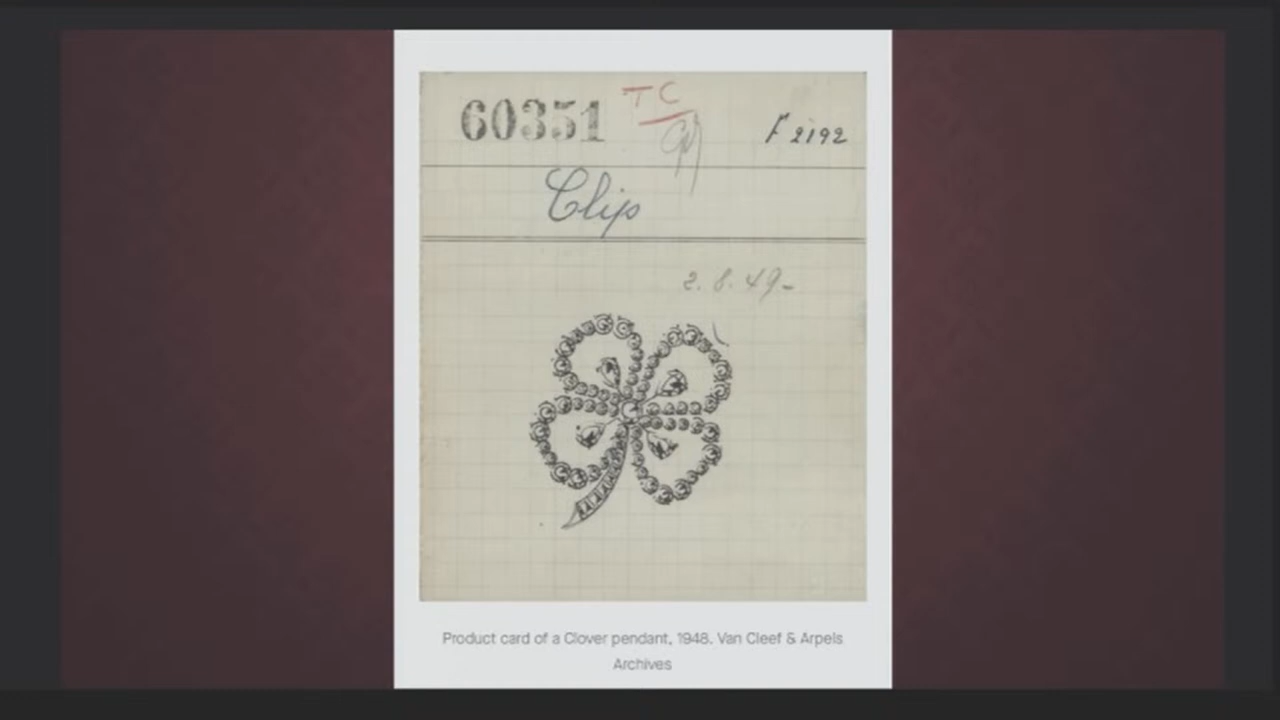 60351 TC F 2192
Clip
2.8.49-
Product card of a Clover pendant, 1948. Van Cleef & Arpels
Archives